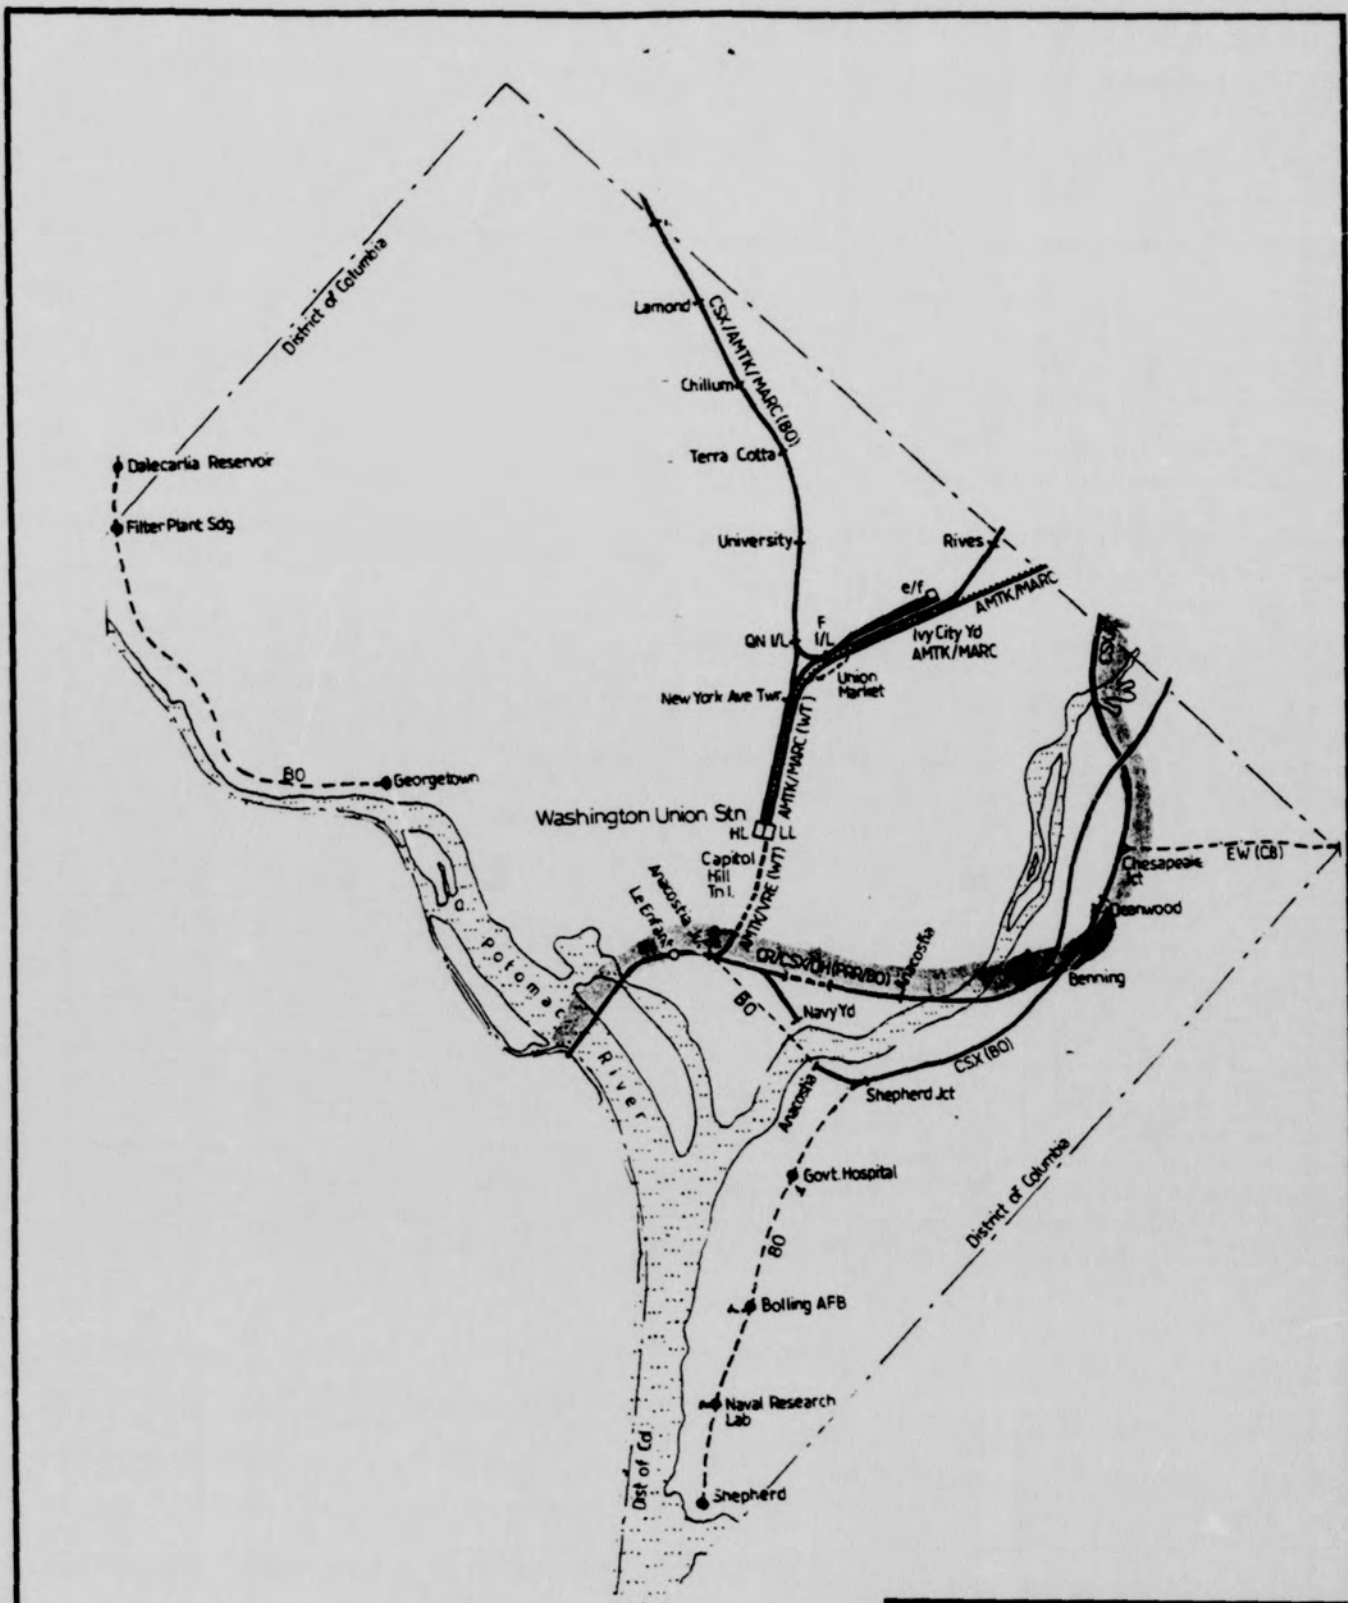 District of Columbia
Lamond
CSX/AMTK/MARC(BO)
Chillum
Terra Cotta
Dalecarlia Reservoir
Filter Plant Sdg.
University
Rives
e/f
AMTK/MARC
F
I/L
QN I/L
Ivy City Yd
AMTK/MARC
Union
Market
CSX
New York Ave Twr
AMTK/MARC (WT)
BO
Georgetown
Washington Union Stn
HL
LL
Capitol
Hill
Tnl.
AMTK/VRE (WT)
Chesapeake
Jct
EW (CB)
Deanwood
Anacostia
Le Enfant
CR/CSX/DH(PRR/BO)
Anacostia
Benning
Potomac
River
BO
Navy Yd
CSX (BO)
Anacostia
Shepherd Jct
Govt. Hospital
District of Columbia
BO
Bolling AFB
Naval Research
Lab
Dist of Col
Shepherd